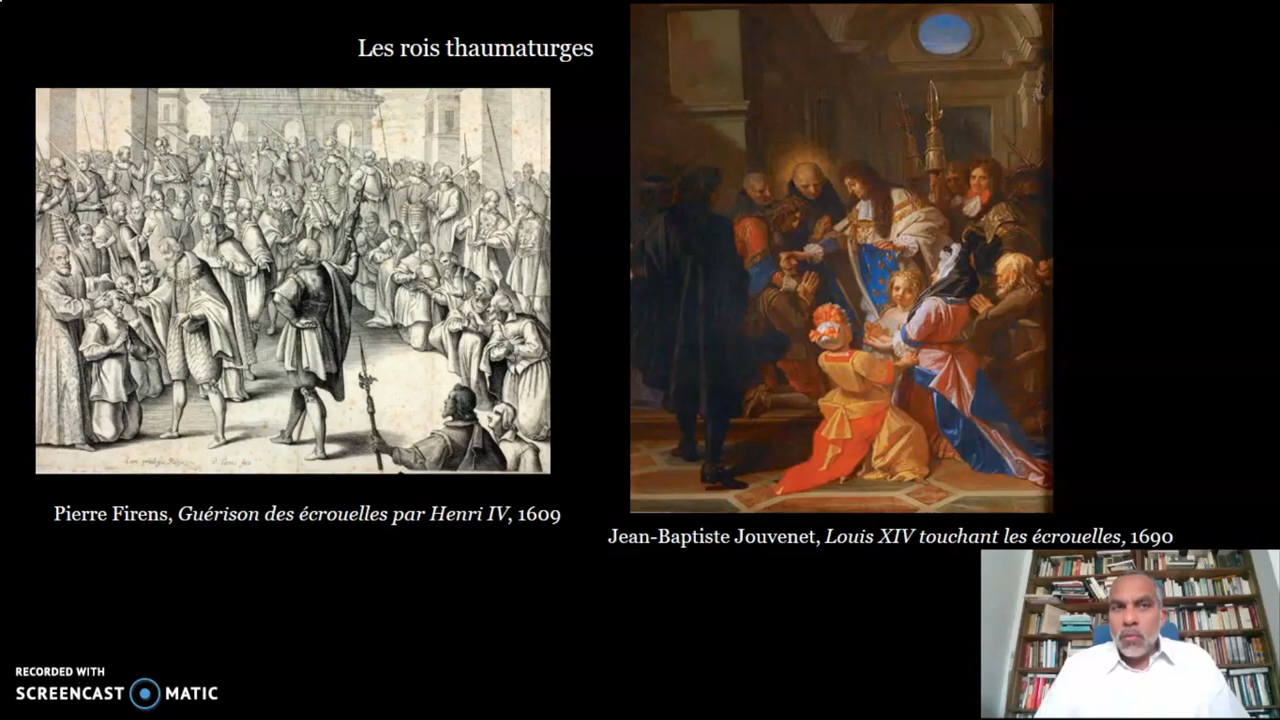 Les rois thaumaturges
Pierre Firens, Guérison des écrouelles par Henri IV, 1609
Jean-Baptiste Jouvenet, Louis XIV touchant les écrouelles, 1690
RECORDED WITH
SCREENCAST MATIC